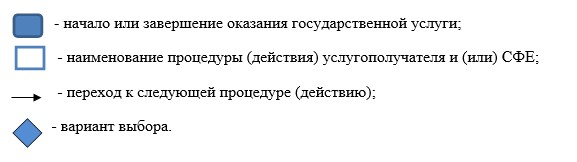 - начало или завершение оказания государственной услуги;
- наименование процедуры (действия) услугополучателя и (или) СФЕ;
- переход к следующей процедуре (действию);
- вариант выбора.